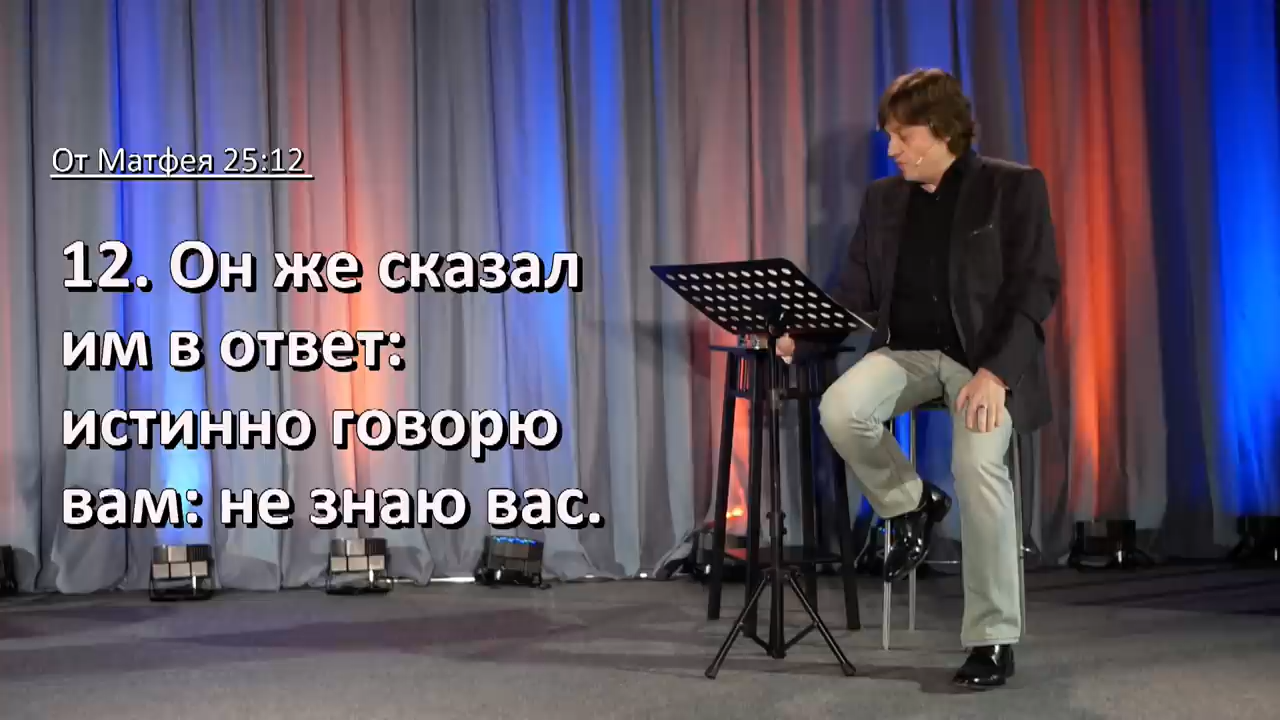 От Матфея 25:12
12. Он же сказал
им в ответ:
истинно говорю
вам: не знаю вас.